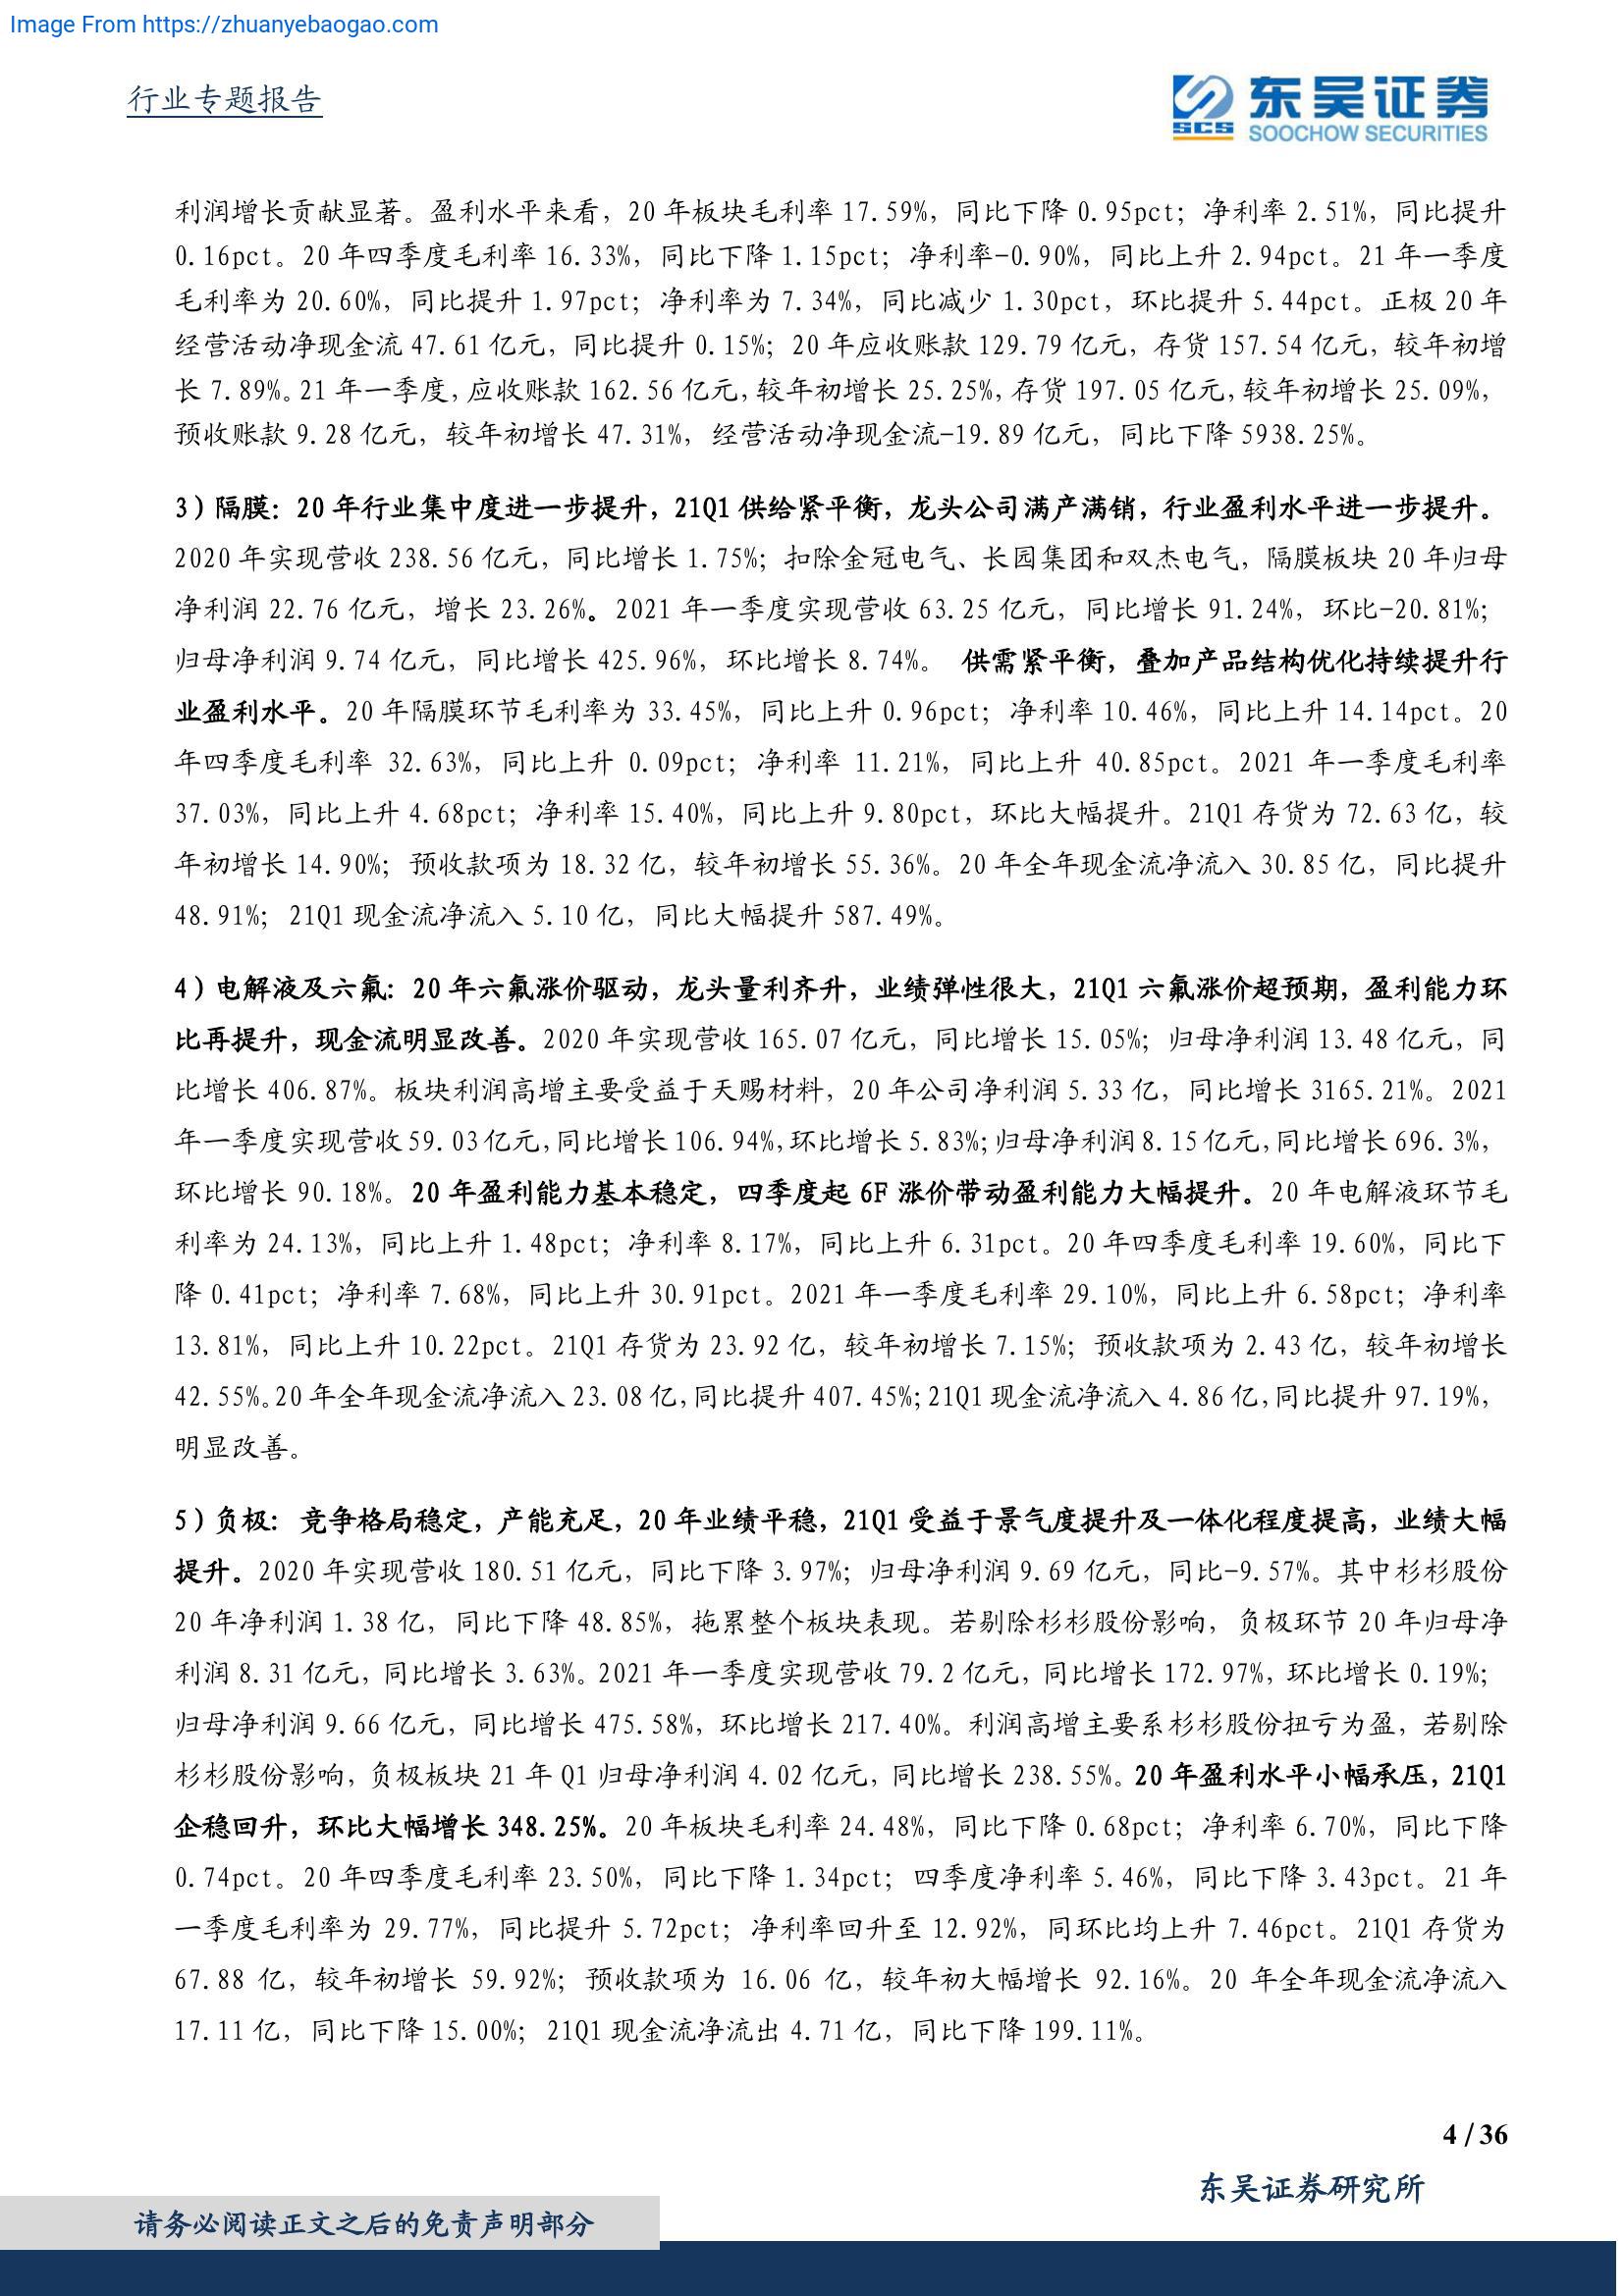 Image From https://zhuanyebaogao.com
行业专题报告
SCS
东吴证券
SOOCHOW SECURITIES
利润增长贡献显著。盈利水平来看，20 年板块毛利率 17.59%，同比下降 0.95pct；净利率 2.51%，同比提升
0.16pct。20 年四季度毛利率 16.33%，同比下降 1.15pct；净利率-0.90%，同比上升 2.94pct。21 年一季度
毛利率为 20.60%，同比提升 1.97pct；净利率为 7.34%，同比减少 1.30pct，环比提升 5.44pct。正极 20 年
经营活动净现金流 47.61 亿元，同比提升 0.15%；20 年应收账款 129.79 亿元，存货 157.54 亿元，较年初增
长 7.89%。21 年一季度，应收账款 162.56 亿元，较年初增长 25.25%，存货 197.05 亿元，较年初增长 25.09%，
预收账款 9.28 亿元，较年初增长 47.31%，经营活动净现金流-19.89 亿元，同比下降 5938.25%。
3）隔膜：20 年行业集中度进一步提升，21Q1 供给紧平衡，龙头公司满产满销，行业盈利水平进一步提升。
2020 年实现营收 238.56 亿元，同比增长 1.75%；扣除金冠电气、长园集团和双杰电气，隔膜板块 20 年归母
净利润 22.76 亿元，增长 23.26%。2021 年一季度实现营收 63.25 亿元，同比增长 91.24%，环比-20.81%；
归母净利润 9.74 亿元，同比增长 425.96%，环比增长 8.74%。 供需紧平衡，叠加产品结构优化持续提升行
业盈利水平。20 年隔膜环节毛利率为 33.45%，同比上升 0.96pct；净利率 10.46%，同比上升 14.14pct。20
年四季度毛利率 32.63%，同比上升 0.09pct；净利率 11.21%，同比上升 40.85pct。2021 年一季度毛利率
37.03%，同比上升 4.68pct；净利率 15.40%，同比上升 9.80pct，环比大幅提升。21Q1 存货为 72.63 亿，较
年初增长 14.90%；预收款项为 18.32 亿，较年初增长 55.36%。20 年全年现金流净流入 30.85 亿，同比提升
48.91%；21Q1 现金流净流入 5.10 亿，同比大幅提升 587.49%。
4）电解液及六氟：20 年六氟涨价驱动，龙头量利齐升，业绩弹性很大，21Q1 六氟涨价超预期，盈利能力环
比再提升，现金流明显改善。2020 年实现营收 165.07 亿元，同比增长 15.05%；归母净利润 13.48 亿元，同
比增长 406.87%。板块利润高增主要受益于天赐材料，20 年公司净利润 5.33 亿，同比增长 3165.21%。2021
年一季度实现营收 59.03 亿元，同比增长 106.94%，环比增长 5.83%；归母净利润 8.15 亿元，同比增长 696.3%，
环比增长 90.18%。20 年盈利能力基本稳定，四季度起 6F 涨价带动盈利能力大幅提升。20 年电解液环节毛
利率为 24.13%，同比上升 1.48pct；净利率 8.17%，同比上升 6.31pct。20 年四季度毛利率 19.60%，同比下
降 0.41pct；净利率 7.68%，同比上升 30.91pct。2021 年一季度毛利率 29.10%，同比上升 6.58pct；净利率
13.81%，同比上升 10.22pct。21Q1 存货为 23.92 亿，较年初增长 7.15%；预收款项为 2.43 亿，较年初增长
42.55%。20 年全年现金流净流入 23.08 亿，同比提升 407.45%；21Q1 现金流净流入 4.86 亿，同比提升 97.19%，
明显改善。
5）负极： 竞争格局稳定，产能充足，20 年业绩平稳，21Q1 受益于景气度提升及一体化程度提高，业绩大幅
提升。2020 年实现营收 180.51 亿元，同比下降 3.97%；归母净利润 9.69 亿元，同比-9.57%。其中杉杉股份
20 年净利润 1.38 亿，同比下降 48.85%，拖累整个板块表现。若剔除杉杉股份影响，负极环节 20 年归母净
利润 8.31 亿元，同比增长 3.63%。2021 年一季度实现营收 79.2 亿元，同比增长 172.97%，环比增长 0.19%；
归母净利润 9.66 亿元，同比增长 475.58%，环比增长 217.40%。利润高增主要系杉杉股份扭亏为盈，若剔除
杉杉股份影响，负极板块 21 年 Q1 归母净利润 4.02 亿元，同比增长 238.55%。20 年盈利水平小幅承压，21Q1
企稳回升，环比大幅增长 348.25%。20 年板块毛利率 24.48%，同比下降 0.68pct；净利率 6.70%，同比下降
0.74pct。20 年四季度毛利率 23.50%，同比下降 1.34pct；四季度净利率 5.46%，同比下降 3.43pct。21 年
一季度毛利率为 29.77%，同比提升 5.72pct；净利率回升至 12.92%，同环比均上升 7.46pct。21Q1 存货为
67.88 亿，较年初增长 59.92%；预收款项为 16.06 亿，较年初大幅增长 92.16%。20 年全年现金流净流入
17.11 亿，同比下降 15.00%；21Q1 现金流净流出 4.71 亿，同比下降 199.11%。
4 / 36
东吴证券研究所
请务必阅读正文之后的免责声明部分